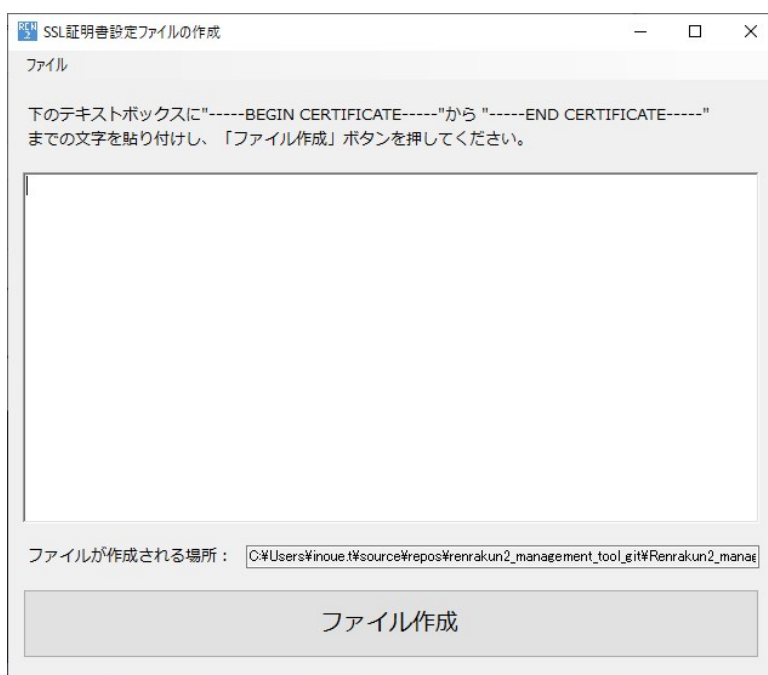 REN
2
SSL証明書設定ファイルの作成
ファイル
下のテキストボックスに"-----BEGIN CERTIFICATE-----"から "-----END CERTIFICATE-----"
までの文字を貼り付けし、「ファイル作成」ボタンを押してください。
ファイルが作成される場所： C:¥Users¥inoue.t¥source¥repos¥renrakun2_management_tool_git¥Renrakun2_manag
ファイル作成